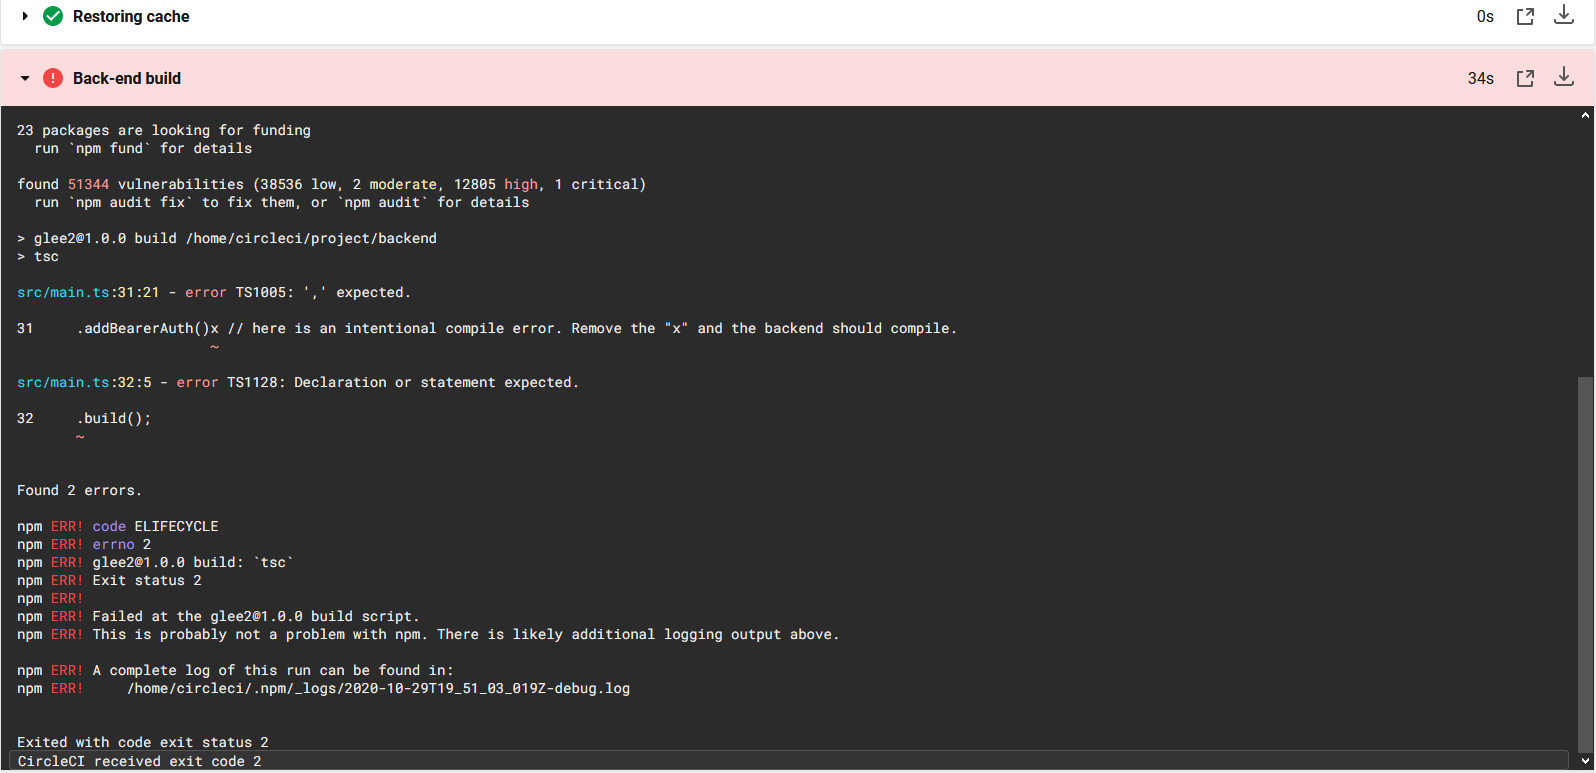 Restoring cache 0s
Back-end build 34s
23 packages are looking for funding
run `npm fund` for details
found 51344 vulnerabilities (38536 low, 2 moderate, 12805 high, 1 critical)
run `npm audit fix` to fix them, or `npm audit` for details
> glee2@1.0.0 build /home/circleci/project/backend
> tsc
src/main.ts:31:21 - error TS1005: ',' expected.
31     .addBearerAuth()x // here is an intentional compile error. Remove the "x" and the backend should compile.
~
src/main.ts:32:5 - error TS1128: Declaration or statement expected.
32     .build();
~
Found 2 errors.
npm ERR! code ELIFECYCLE
npm ERR! errno 2
npm ERR! glee2@1.0.0 build: `tsc`
npm ERR! Exit status 2
npm ERR!
npm ERR! Failed at the glee2@1.0.0 build script.
npm ERR! This is probably not a problem with npm. There is likely additional logging output above.
npm ERR! A complete log of this run can be found in:
npm ERR!     /home/circleci/.npm/_logs/2020-10-29T19_51_03_019Z-debug.log
Exited with code exit status 2
CircleCI received exit code 2